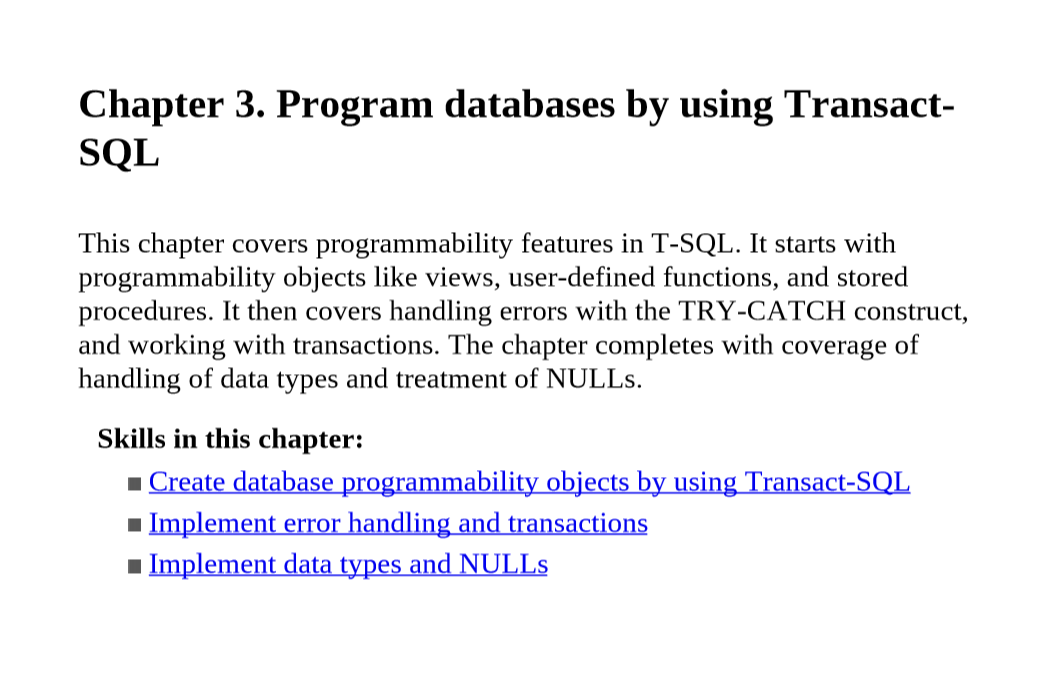 Chapter 3. Program databases by using Transact-
SQL
This chapter covers programmability features in T-SQL. It starts with
programmability objects like views, user-defined functions, and stored
procedures. It then covers handling errors with the TRY-CATCH construct,
and working with transactions. The chapter completes with coverage of
handling of data types and treatment of NULLs.
Skills in this chapter:
■ Create database programmability objects by using Transact-SQL
■ Implement error handling and transactions
■ Implement data types and NULLs